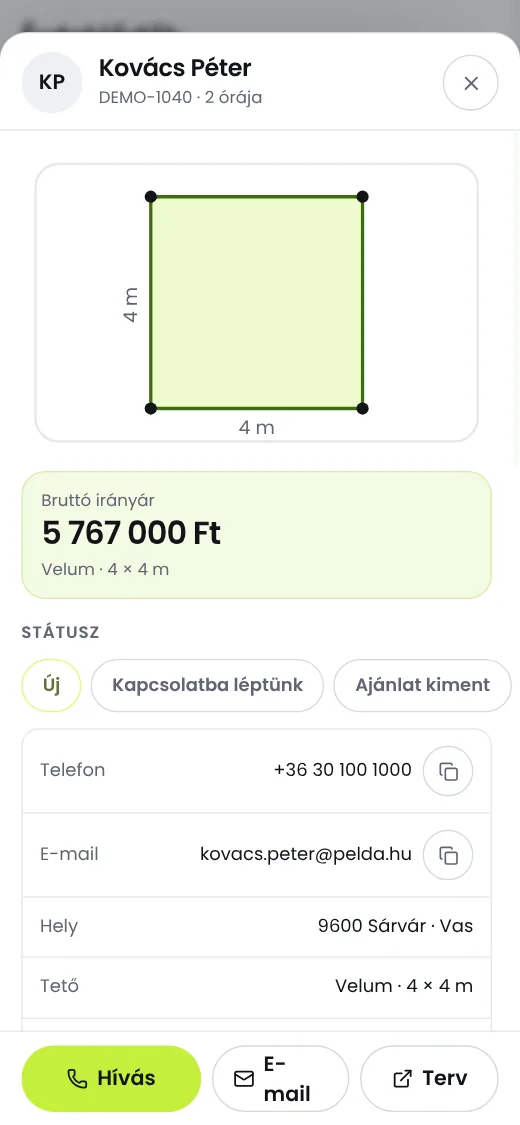 KP
Kovács Péter
DEMO-1040 · 2 órája
4 m
4 m
Bruttó irányár
5 767 000 Ft
Velum · 4 × 4 m
STÁTUSZ
Új
Kapcsolatba léptünk
Ajánlat kiment
Telefon
+36 30 100 1000
E-mail
kovacs.peter@pelda.hu
Hely
9600 Sárvár · Vas
Tető
Velum · 4 × 4 m
Hívás
E-
mail
Terv